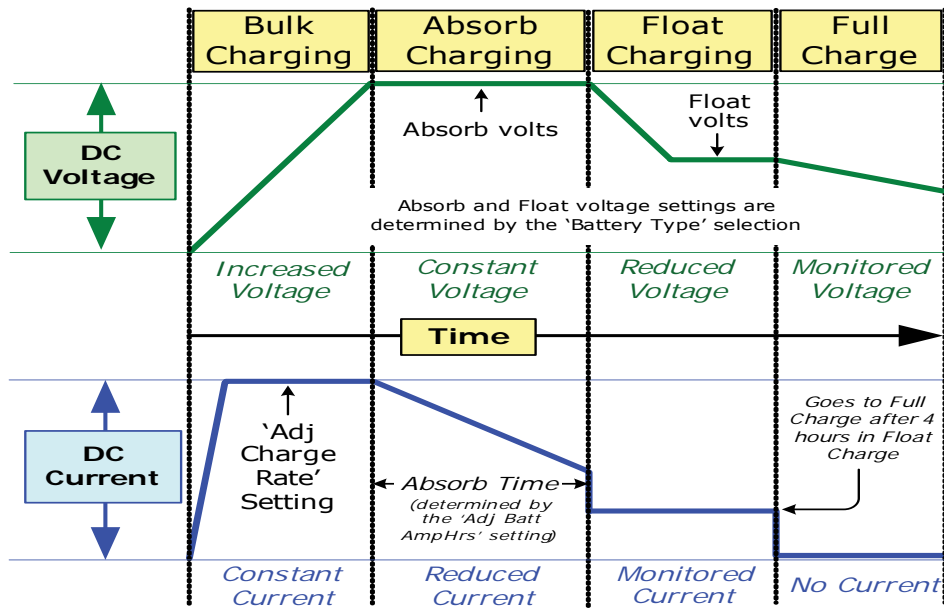 Bulk
Charging
Absorb
Charging
Float
Charging
Full
Charge
DC
Voltage
Absorb volts
Float
volts
Absorb and Float voltage settings are
determined by the ‘Battery Type’ selection
Increased
Voltage
Constant
Voltage
Reduced
Voltage
Monitored
Voltage
Time
DC
Current
‘Adj
Charge
Rate’
Setting
Absorb Time
(determined by
the ‘Adj Batt
AmpHrs’ setting)
Goes to Full
Charge after 4
hours in Float
Charge
Constant
Current
Reduced
Current
Monitored
Current
No Current